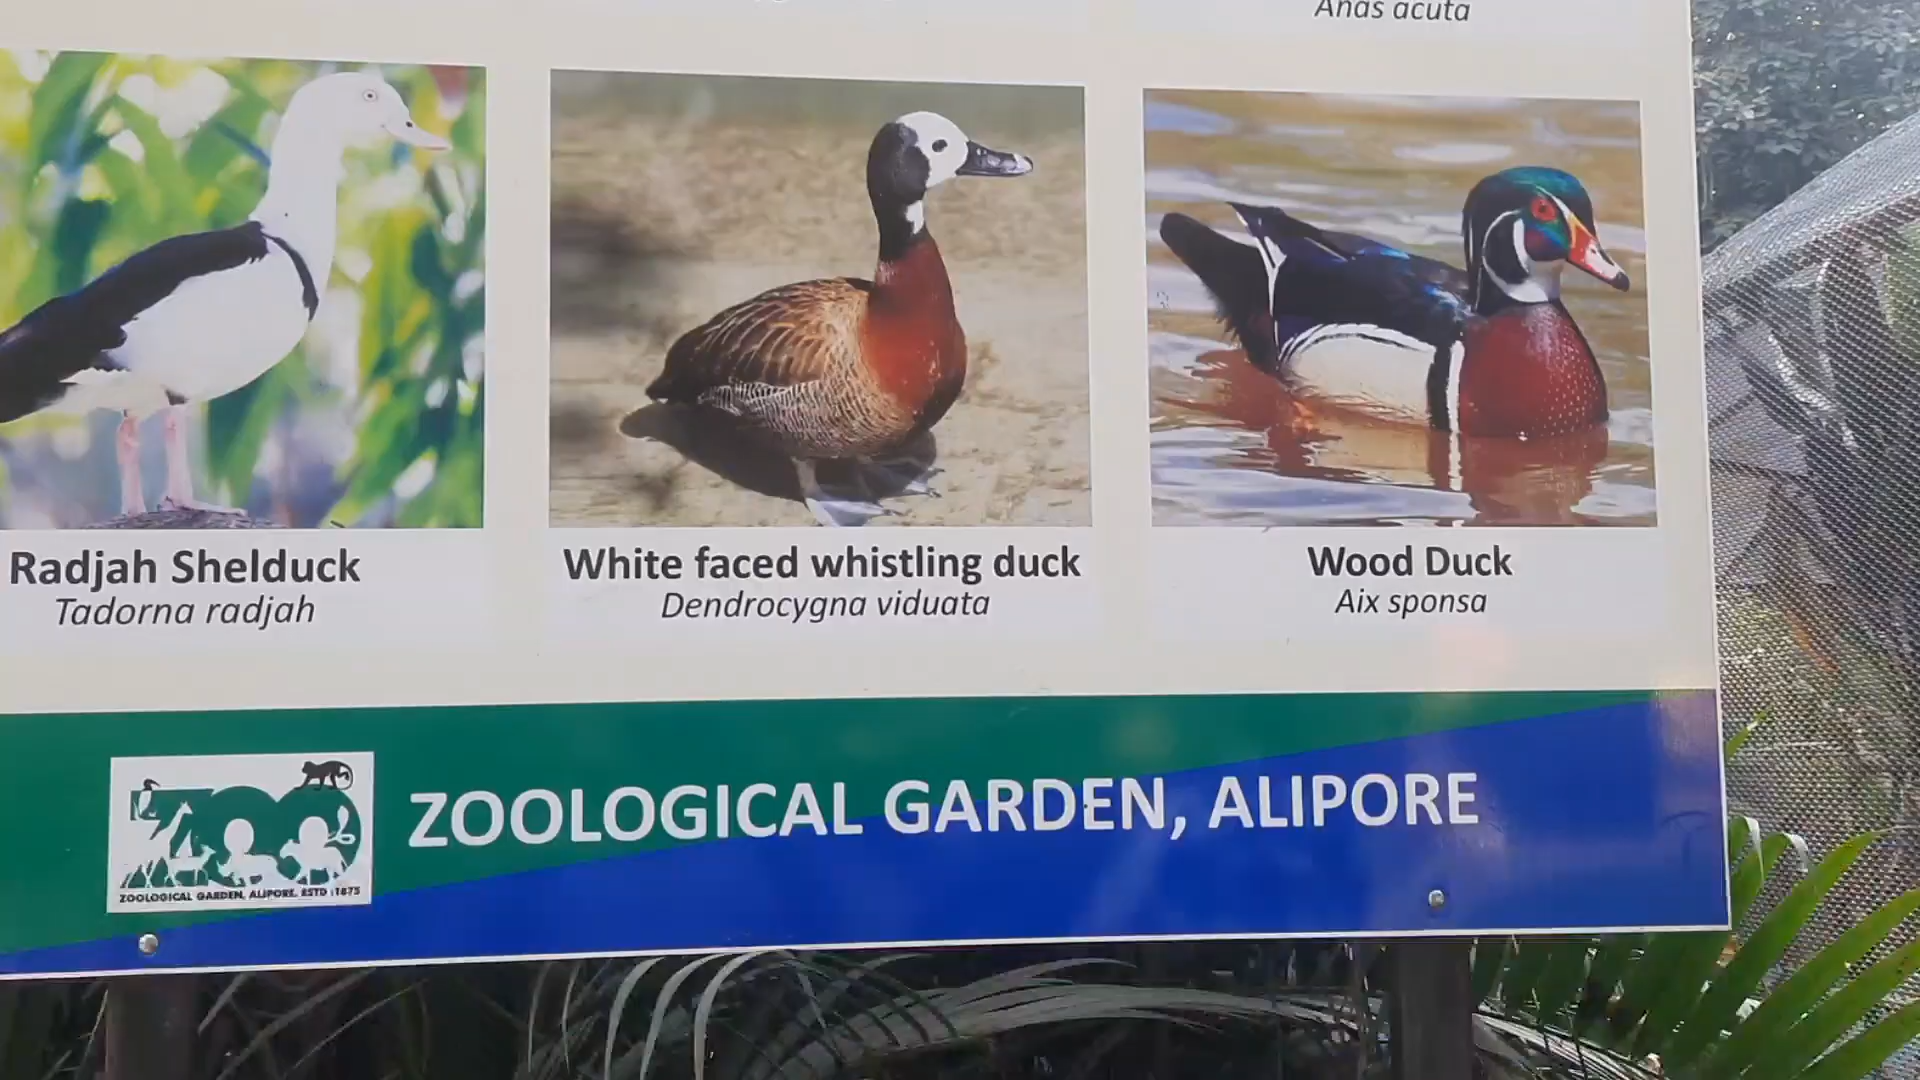 Anas acuta
Radjah Shelduck
Tadorna radjah
White faced whistling duck
Dendrocygna viduata
Wood Duck
Aix sponsa
ZOOLOGICAL GARDEN, ALIPORE
ZOO
ZOOLOGICAL GARDEN, ALIPORE, ESTD :1875